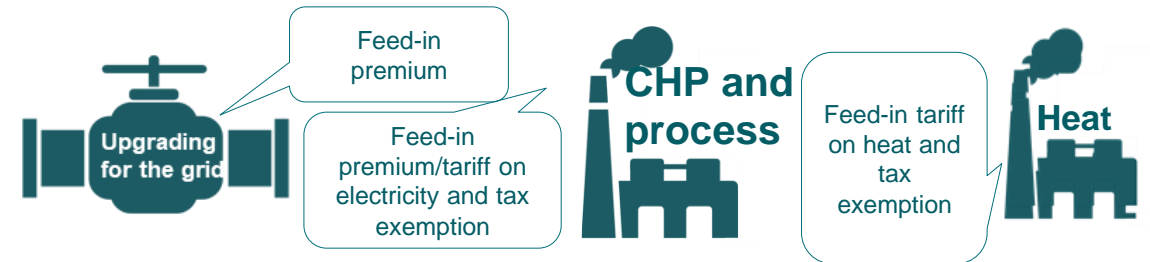 Upgrading
for the grid
Feed-in
premium
Feed-in
premium/tariff on
electricity and tax
exemption
CHP and
process
Feed-in tariff
on heat and
tax
exemption
Heat